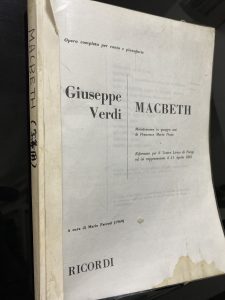 Opera completa per canto e pianoforte
Giuseppe
Verdi
MACBETH
Melodramma in quattro atti
di Francesco Maria Piave
Riformato per il Teatro Lirico di Parigi
ed ivi rappresentato il 21 Aprile 1865
a cura di Mario Parenti (1960)
RICORDI
MACBETH